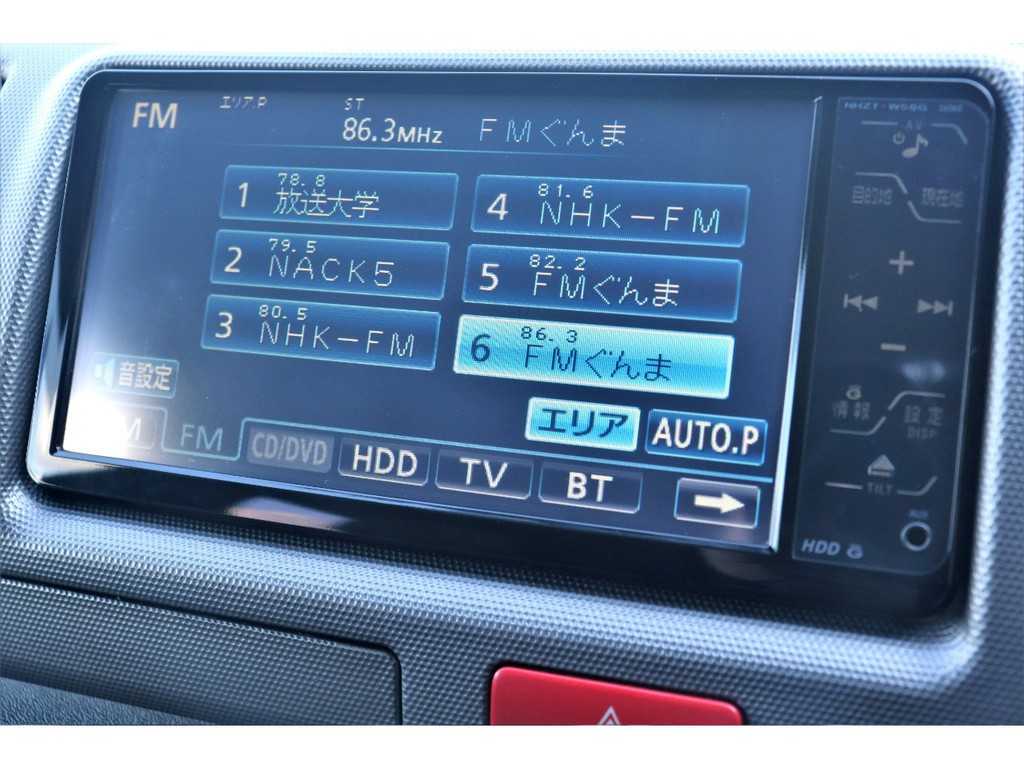 FM
エリア.P
ST
86.3MHz FMぐんま
1 78.8 放送大学
2 79.5 NACK5
3 80.5 NHK-FM
4 81.6 NHK-FM
5 82.2 FMぐんま
6 86.3 FMぐんま
音設定
エリア AUTO.P
FM CD/DVD HDD TV BT
NHZT-W58G
AV
目的地 現在地
+
-
G
情報 設定
DISP
TILT
AUX
HDD G